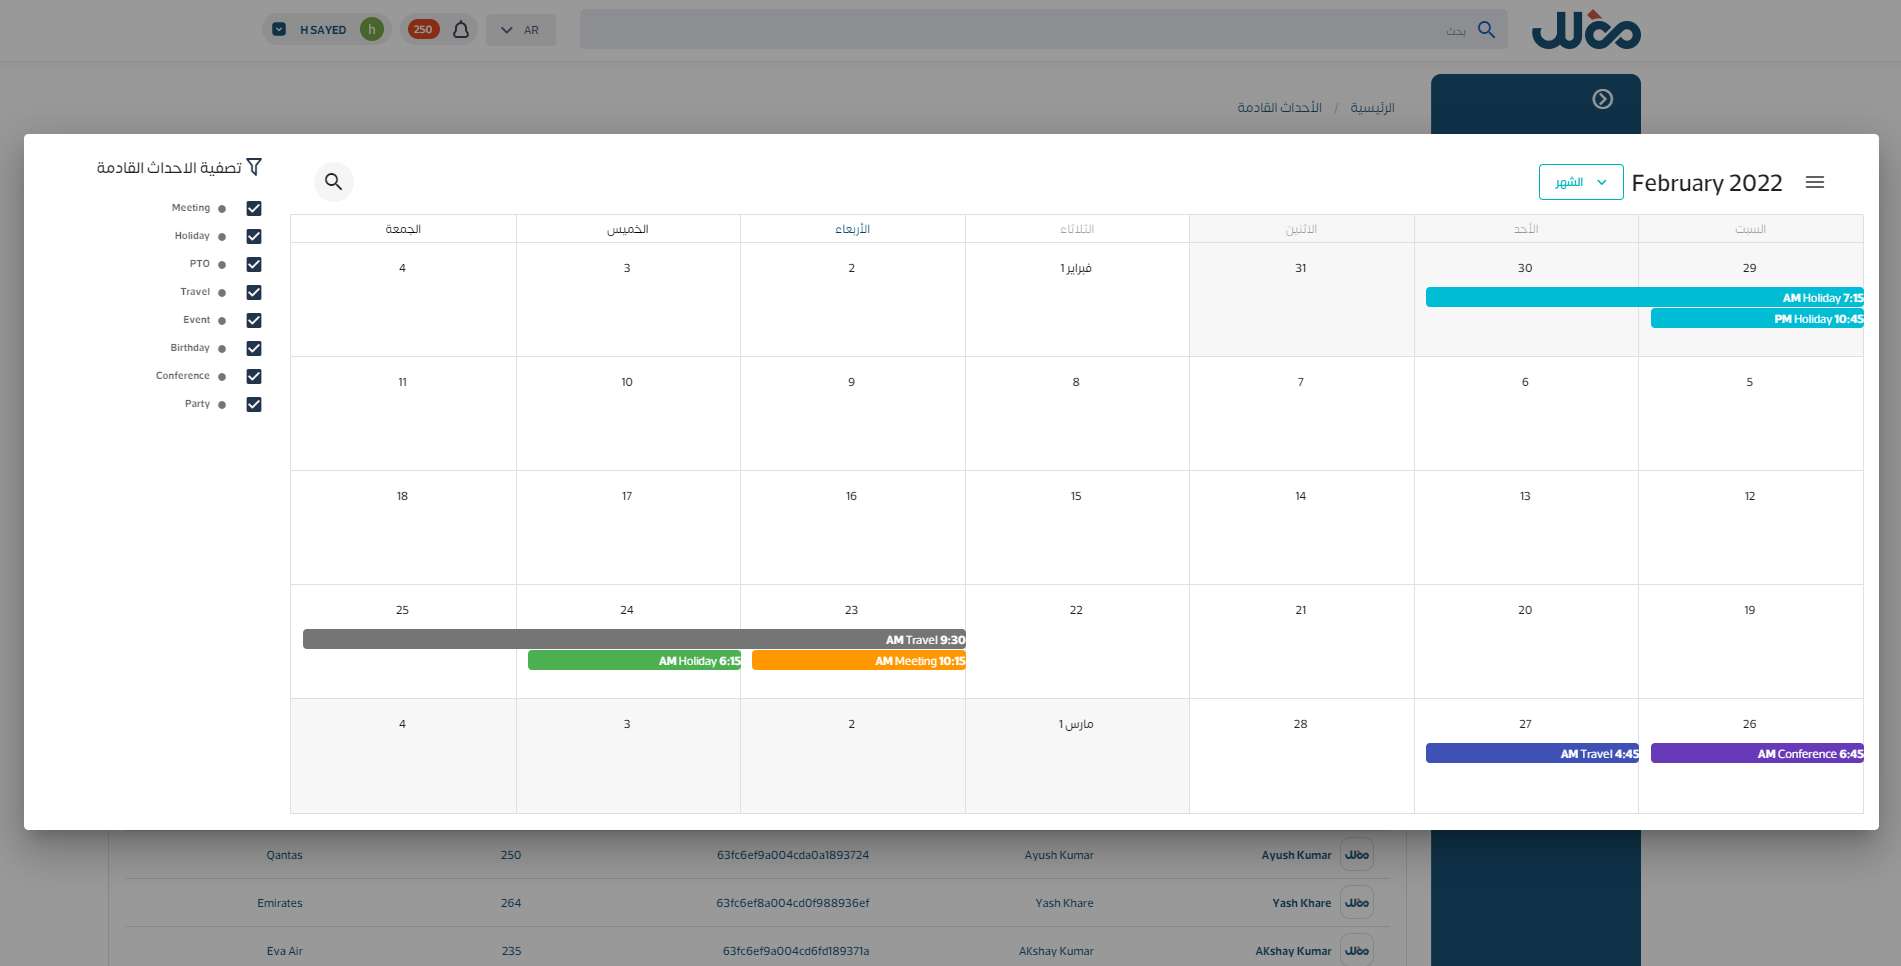 ممثلك
بحث
AR
250
h H SAYED
الرئيسية / الأحداث القادمة
February 2022
الشهر
تصفية الاحداث القادمة
Meeting
Holiday
PTO
Travel
Event
Birthday
Conference
Party
السبت الأحد الاثنين الثلاثاء الأربعاء الخميس الجمعة
29 30 31 فبراير 1 2 3 4
7:15 AM Holiday
10:45 PM Holiday
5 6 7 8 9 10 11
12 13 14 15 16 17 18
19 20 21 22 23 24 25
9:30 AM Travel
10:15 AM Meeting 6:15 AM Holiday
26 27 28 مارس 1 2 3 4
6:45 AM Conference 4:45 AM Travel
Ayush Kumar Ayush Kumar 63fc6ef9a004cda0a1893724 250 Qantas
Yash Khare Yash Khare 63fc6ef8a004cd0f988936ef 264 Emirates
AKshay Kumar AKshay Kumar 63fc6ef9a004cd6fd189371a 235 Eva Air